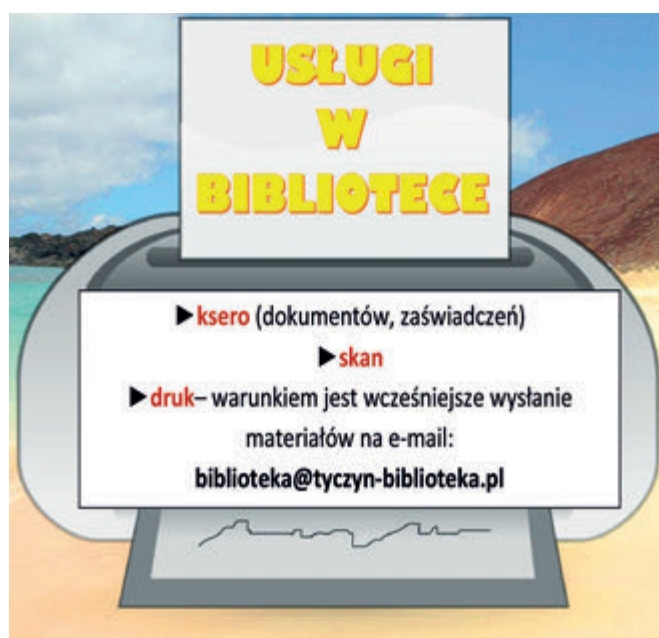 USŁUGI
W
BIBLIOTECE
►ksero (dokumentów, zaświadczeń)
►skan
►druk– warunkiem jest wcześniejsze wysłanie
materiałów na e-mail:
biblioteka@tyczyn-biblioteka.pl